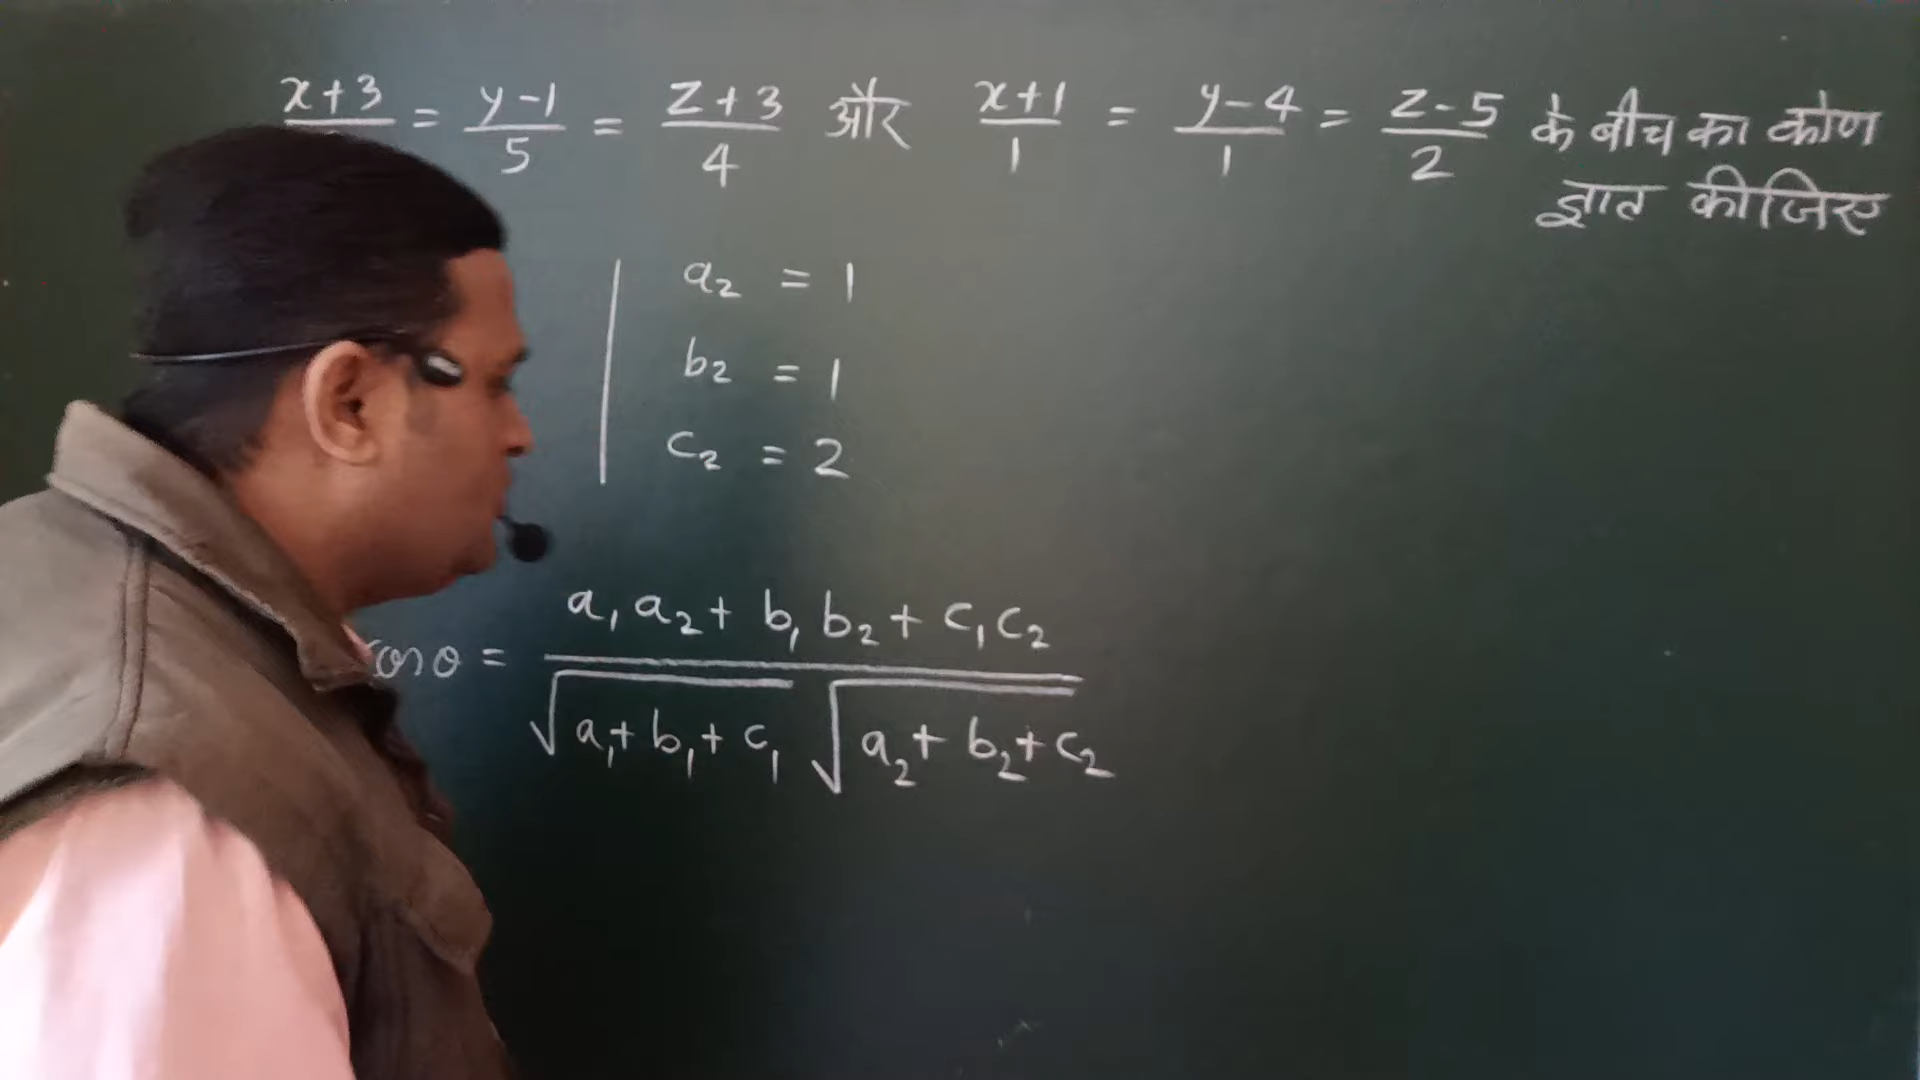 x+3 = y-1 = z+3 और x+1 = y-4 = z-5 के बीच का कोण
5 4 1 1 2
ज्ञात कीजिए
a₂ = 1
b₂ = 1
c₂ = 2
cosθ = a₁a₂ + b₁b₂ + c₁c₂
√a₁+b₁+c₁ √a₂+b₂+c₂